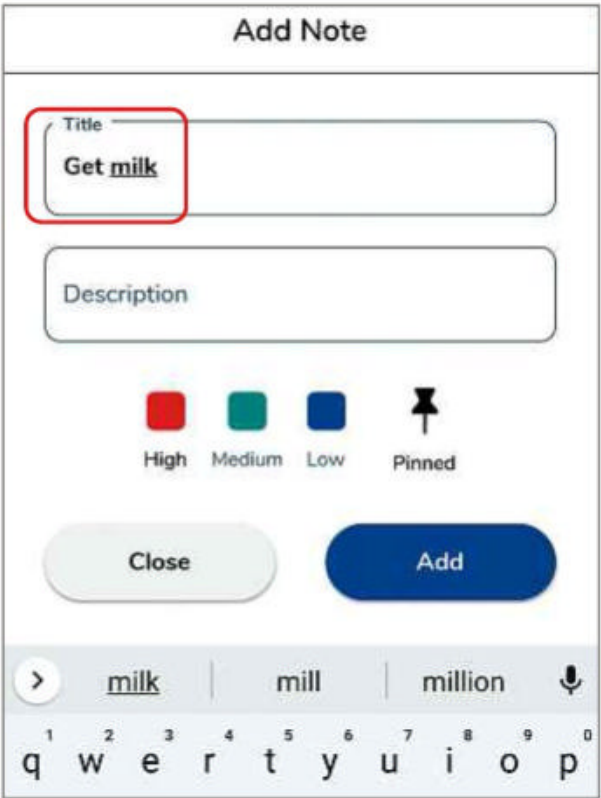 Add Note
Title
Get milk
Description
High Medium Low Pinned
Close Add
milk mill million
1 2 3 4 5 6 7 8 9 0
q w e r t y u i o p